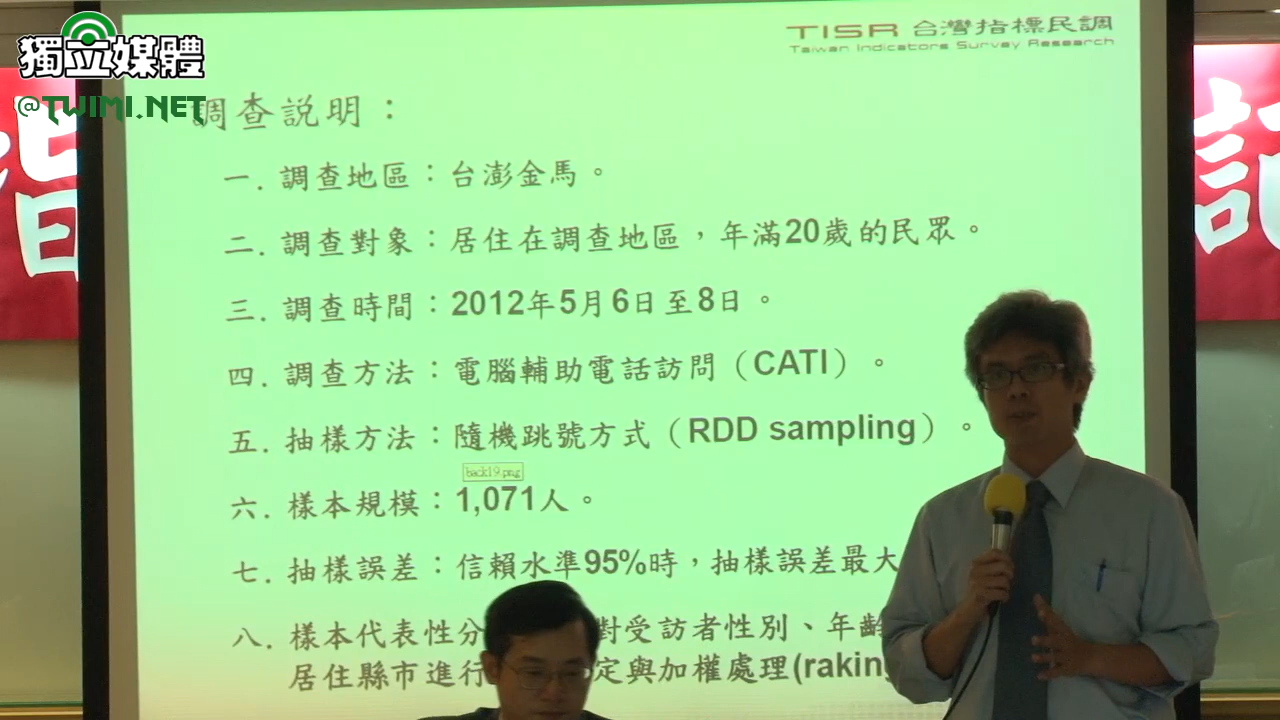 獨立媒體
@TWIMI.NET
TISR 台灣指標民調
Taiwan Indicators Survey Research
調查說明：
一. 調查地區：台澎金馬。
二. 調查對象：居住在調查地區，年滿20歲的民眾。
三. 調查時間：2012年5月6日至8日。
四. 調查方法：電腦輔助電話訪問（CATI）。
五. 抽樣方法：隨機跳號方式（RDD sampling）。
back19.png
六. 樣本規模：1,071人。
七. 抽樣誤差：信賴水準95%時，抽樣誤差最大
八. 樣本代表性分 對受訪者性別、年齡
居住縣市進行 定與加權處理(raking
指
記